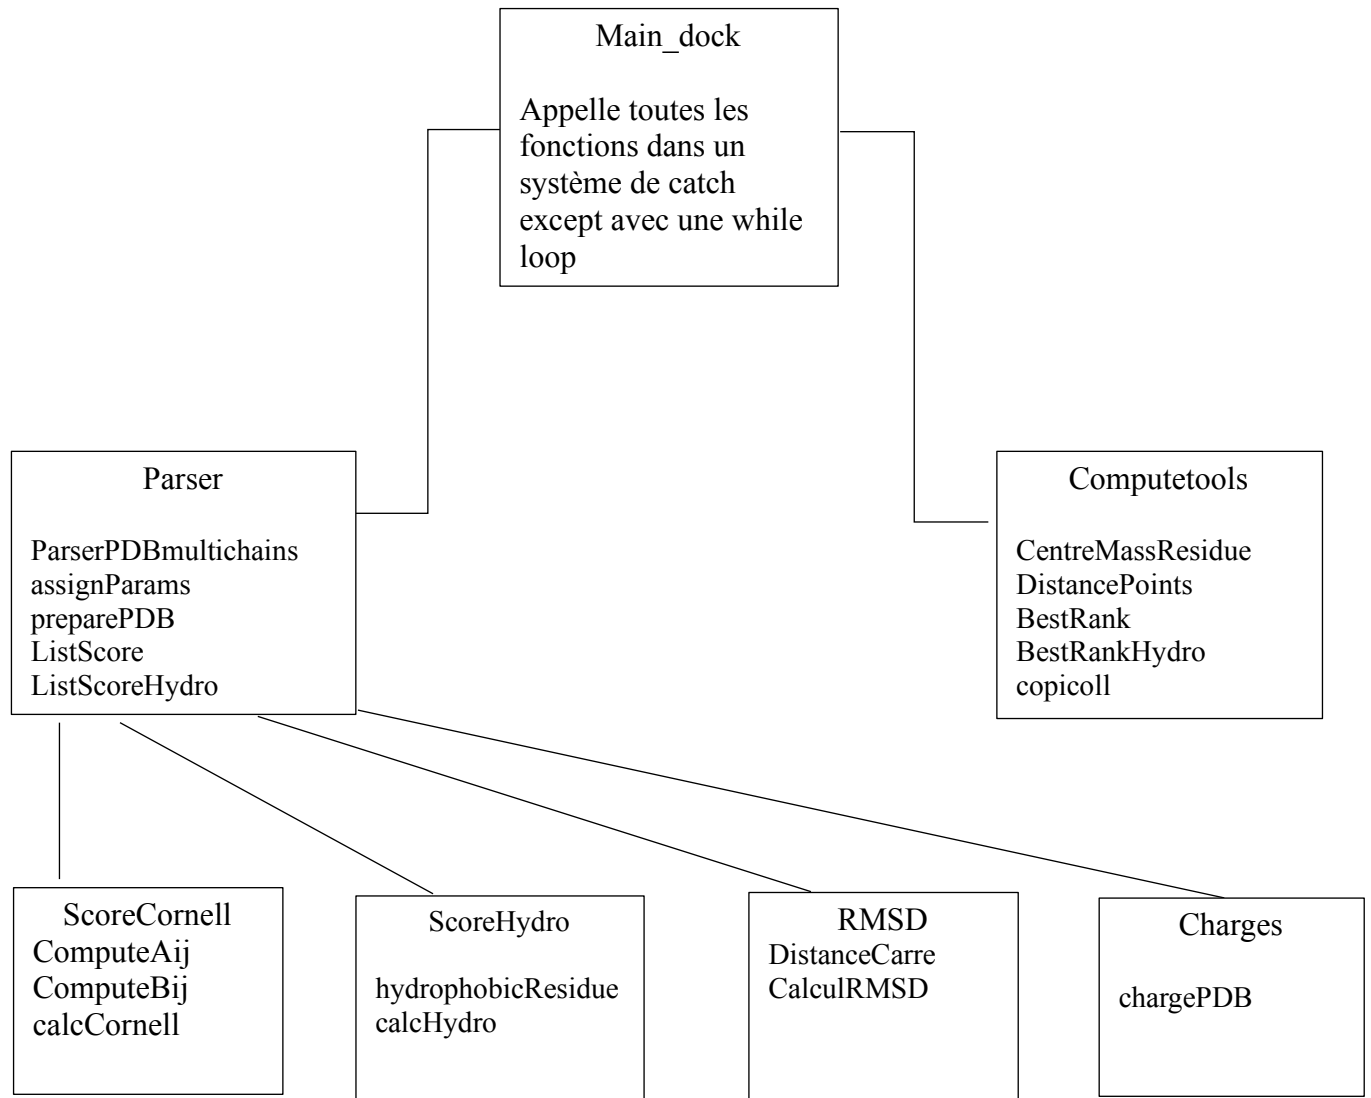 Main_dock
Appelle toutes les
fonctions dans un
système de catch
except avec une while
loop
Parser
ParserPDBmultichains
assignParams
preparePDB
ListScore
ListScoreHydro
Computetools
CentreMassResidue
DistancePoints
BestRank
BestRankHydro
copicoll
ScoreCornell
ComputeAij
ComputeBij
calcCornell
ScoreHydro
hydrophobicResidue
calcHydro
RMSD
DistanceCarre
CalculRMSD
Charges
chargePDB